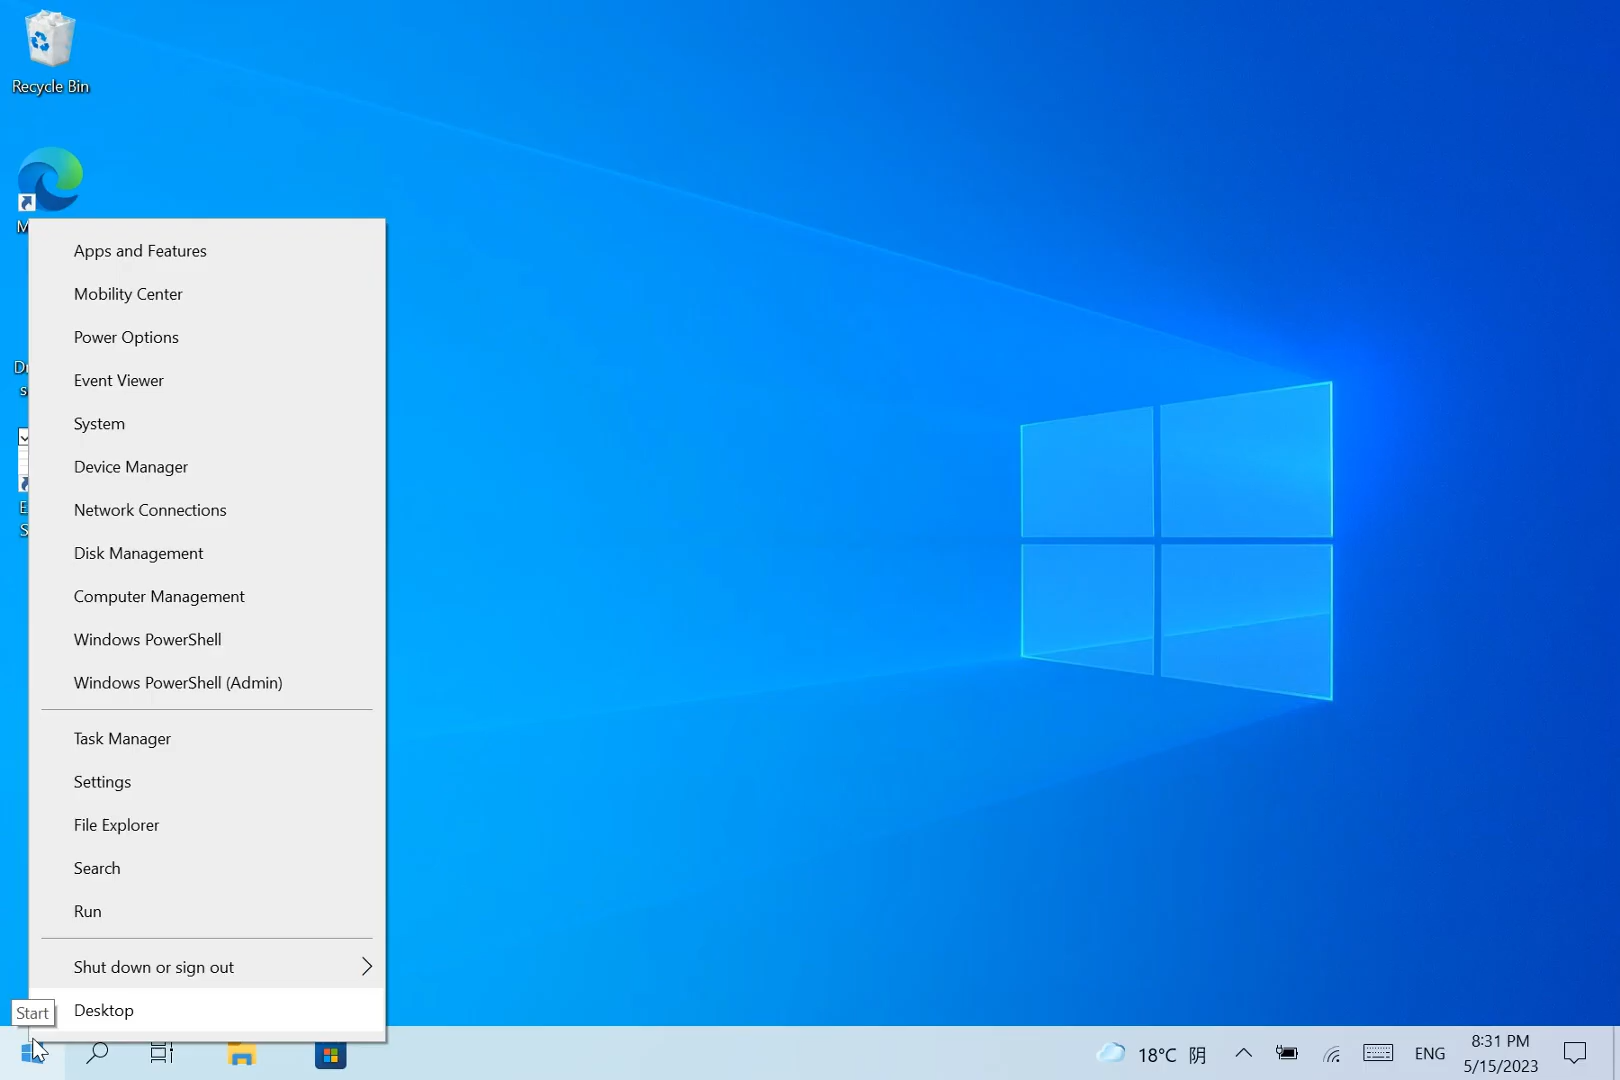 Recycle Bin
Apps and Features
Mobility Center
Power Options
Event Viewer
System
Device Manager
Network Connections
Disk Management
Computer Management
Windows PowerShell
Windows PowerShell (Admin)
Task Manager
Settings
File Explorer
Search
Run
Shut down or sign out
Desktop
Start
18°C 阴
ENG
8:31 PM
5/15/2023